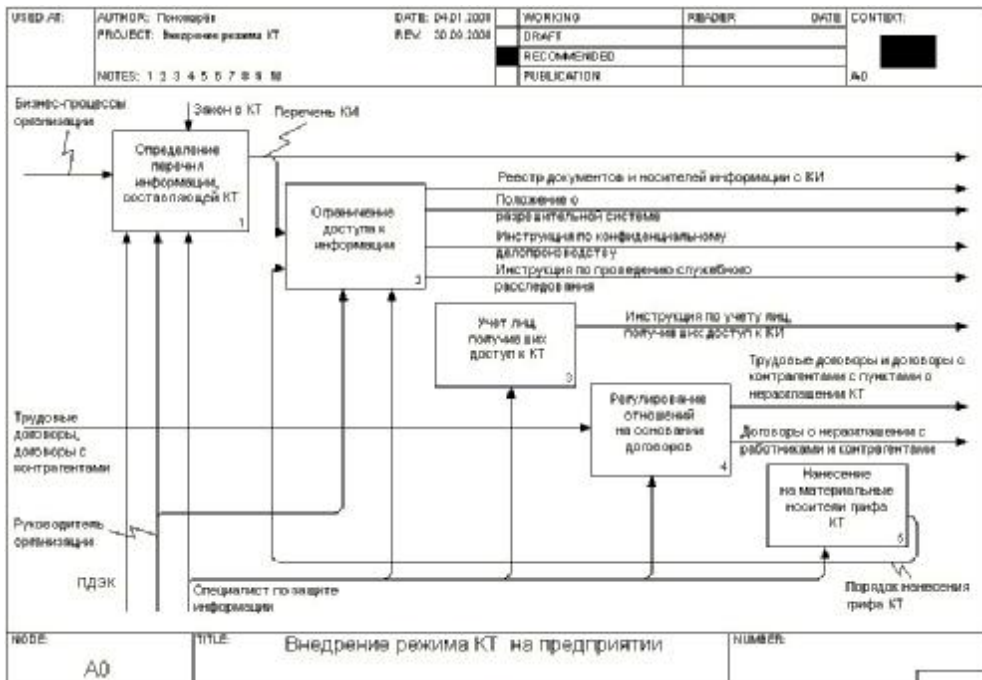 USED AT:
AUTHOR: Пономарёв
DATE: 04.01.2008
PROJECT: Внедрение режима КТ
REV: 30.09.2008
NOTES: 1 2 3 4 5 6 7 8 9 10
WORKING
DRAFT
RECOMMENDED
PUBLICATION
READER
DATE
CONTEXT:
A0
Бизнес-процессы
организации
Закон о КТ
Перечень КИ
Определение
перечня
информации,
составляющей КТ
1
Ограничение
доступа к
информации
2
Реестр документов и носителей информации с КИ
Положение о
разрешительной системе
Инструкция по конфиденциальному
делопроизводству
Инструкция по проведению служебного
расследования
Учет лиц,
получивших
доступ к КТ
3
Инструкция по учету лиц,
получивших доступ к КИ
Регулирование
отношений
на основании
договоров
4
Трудовые договоры и договоры с
контрагентами с пунктами о
неразглашении КТ
Договоры о неразглашении с
работниками и контрагентами
Трудовые
договоры,
договоры с
контрагентами
Нанесение
на материальные
носители грифа
КТ
5
Руководитель
организации
ПДЭК
Специалист по защите
информации
Порядок нанесения
грифа КТ
NODE:
A0
TITLE:
Внедрение режима КТ на предприятии
NUMBER: